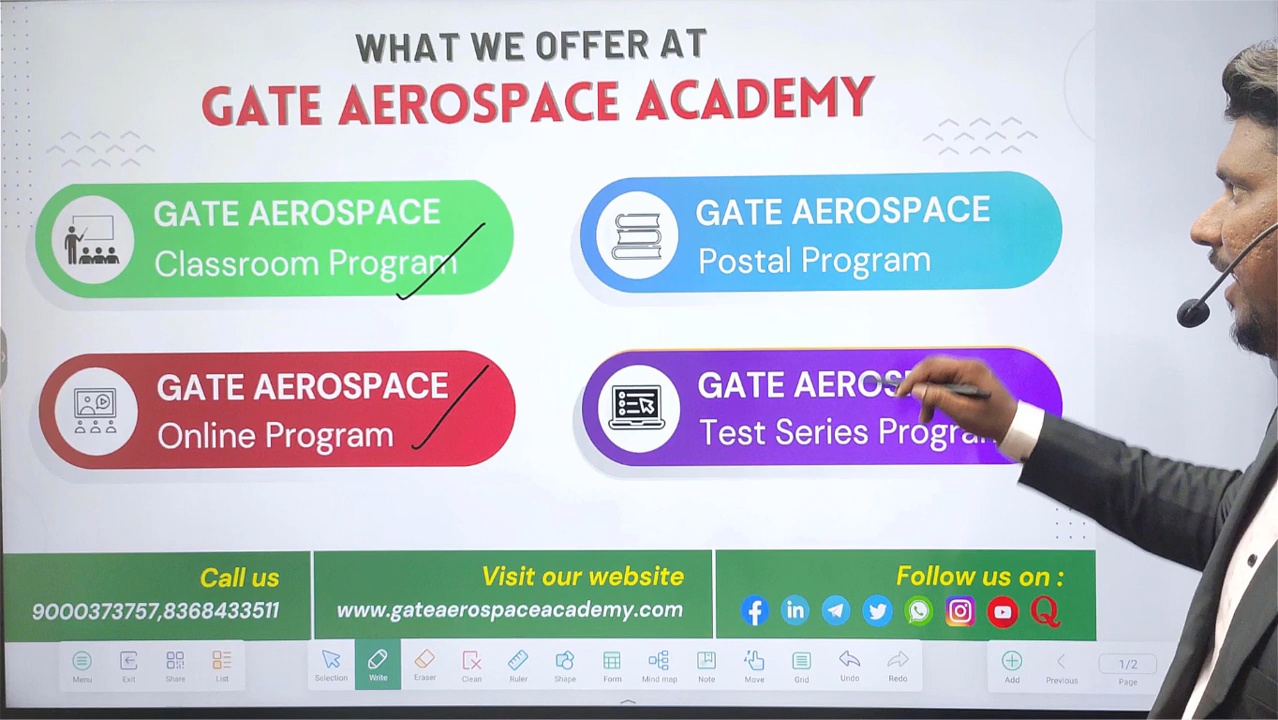 WHAT WE OFFER AT
GATE AEROSPACE ACADEMY
GATE AEROSPACE
Classroom Program
GATE AEROSPACE
Postal Program
GATE AEROSPACE
Online Program
GATE
Test Series
Call us
9000373757,8368433511
Visit our website
www.gateaerospaceacademy.com
Follow us on :
Menu
Exit
Share
List
Selection
Write
Eraser
Clean
Ruler
Shape
Form
Mind map
Note
Move
Grid
Undo
Redo
Add
Previous
1/2
Page